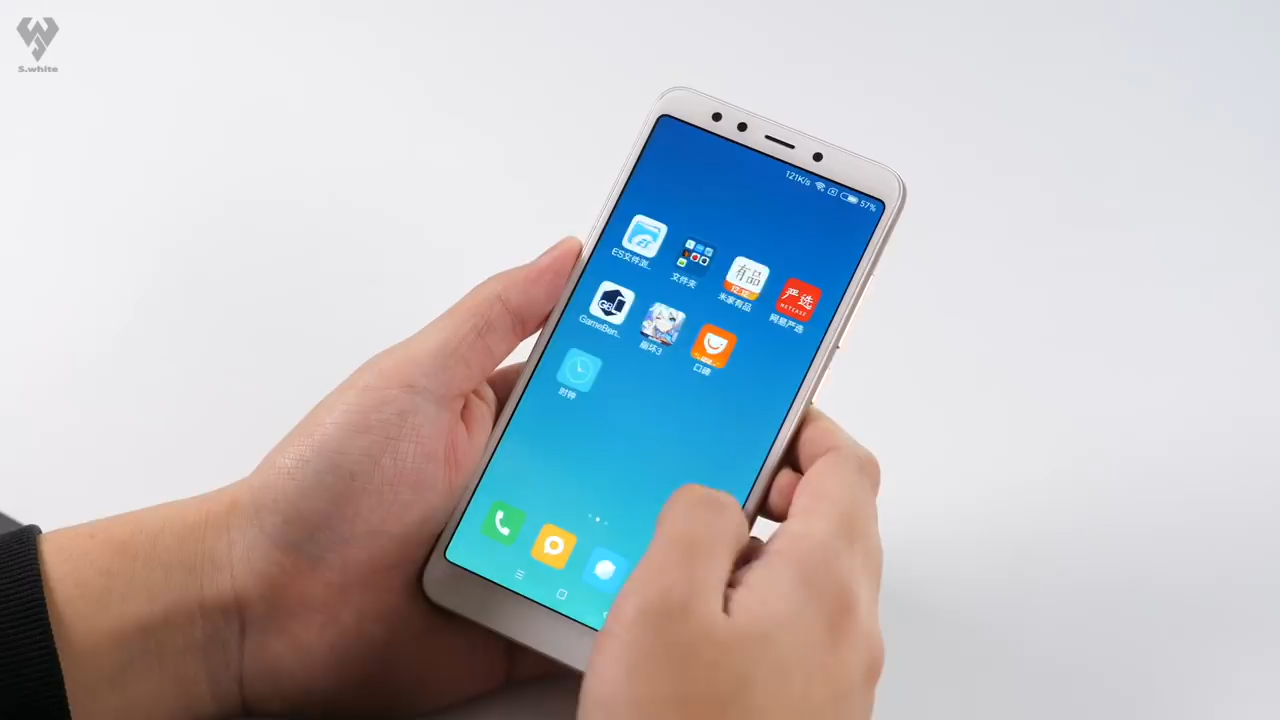 S.white
121K/s 57%
ES文件浏..
文件夹
有品
米家有品
严选
NETEASE
网易严选
GBL
GameBen..
崩坏3
口碑
时钟